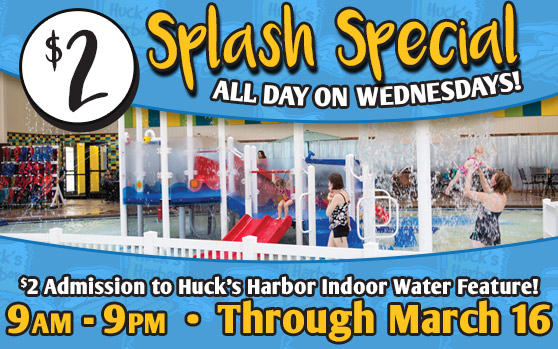 $2
Splash Special
ALL DAY ON WEDNESDAYS!
$2 Admission to Huck's Harbor Indoor Water Feature!
9AM - 9PM • Through March 16